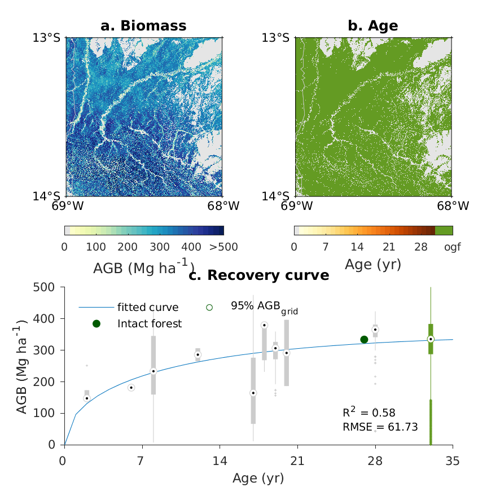 a. Biomass
b. Age
13°S
13°S
14°S
14°S
69°W 68°W
69°W 68°W
0 100 200 300 400 >500
0 7 14 21 28 ogf
AGB (Mg ha⁻¹)
Age (yr)
c. Recovery curve
500
400
300
200
100
0
AGB (Mg ha⁻¹)
fitted curve
Intact forest
95% AGB_grid
R² = 0.58
RMSE = 61.73
0 7 14 21 28 35
Age (yr)